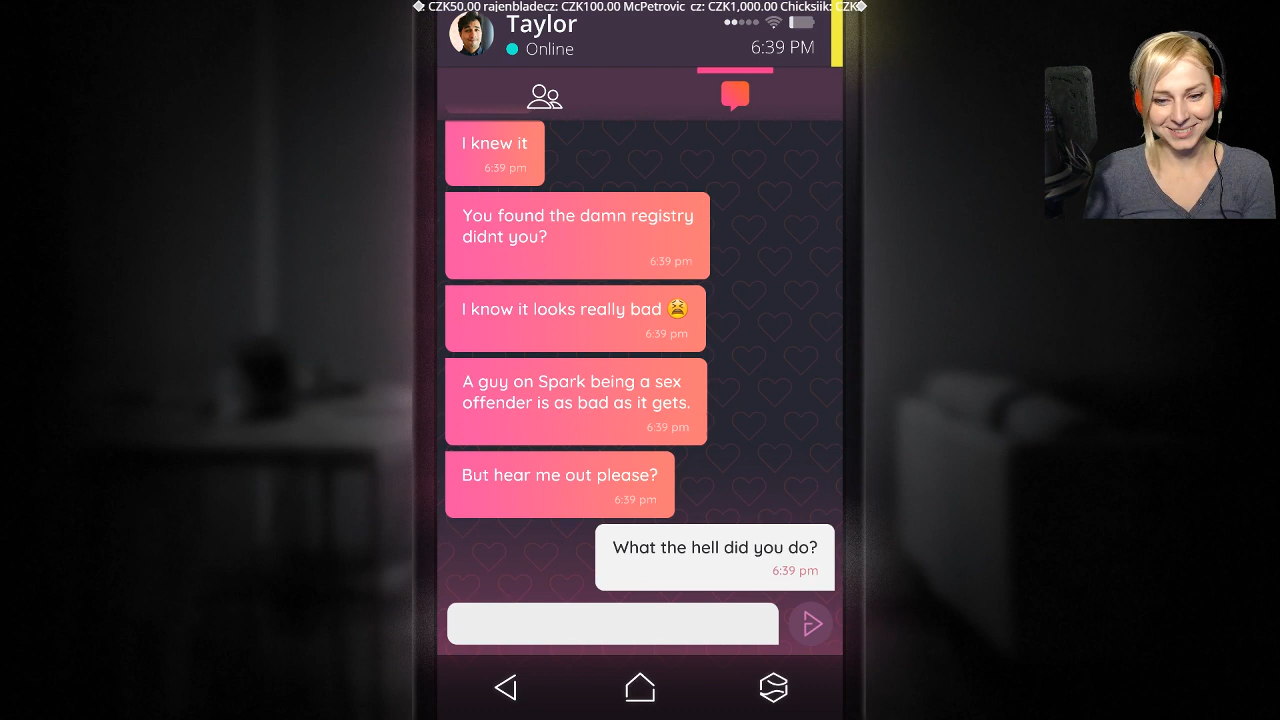 CZK50.00 rajenbladecz: CZK100.00 McPetrovic cz: CZK1,000.00 Chicksiik: CZK
Taylor
Online
6:39 PM
I knew it
6:39 pm
You found the damn registry
didnt you?
6:39 pm
I know it looks really bad 😫
6:39 pm
A guy on Spark being a sex
offender is as bad as it gets.
6:39 pm
But hear me out please?
6:39 pm
What the hell did you do?
6:39 pm